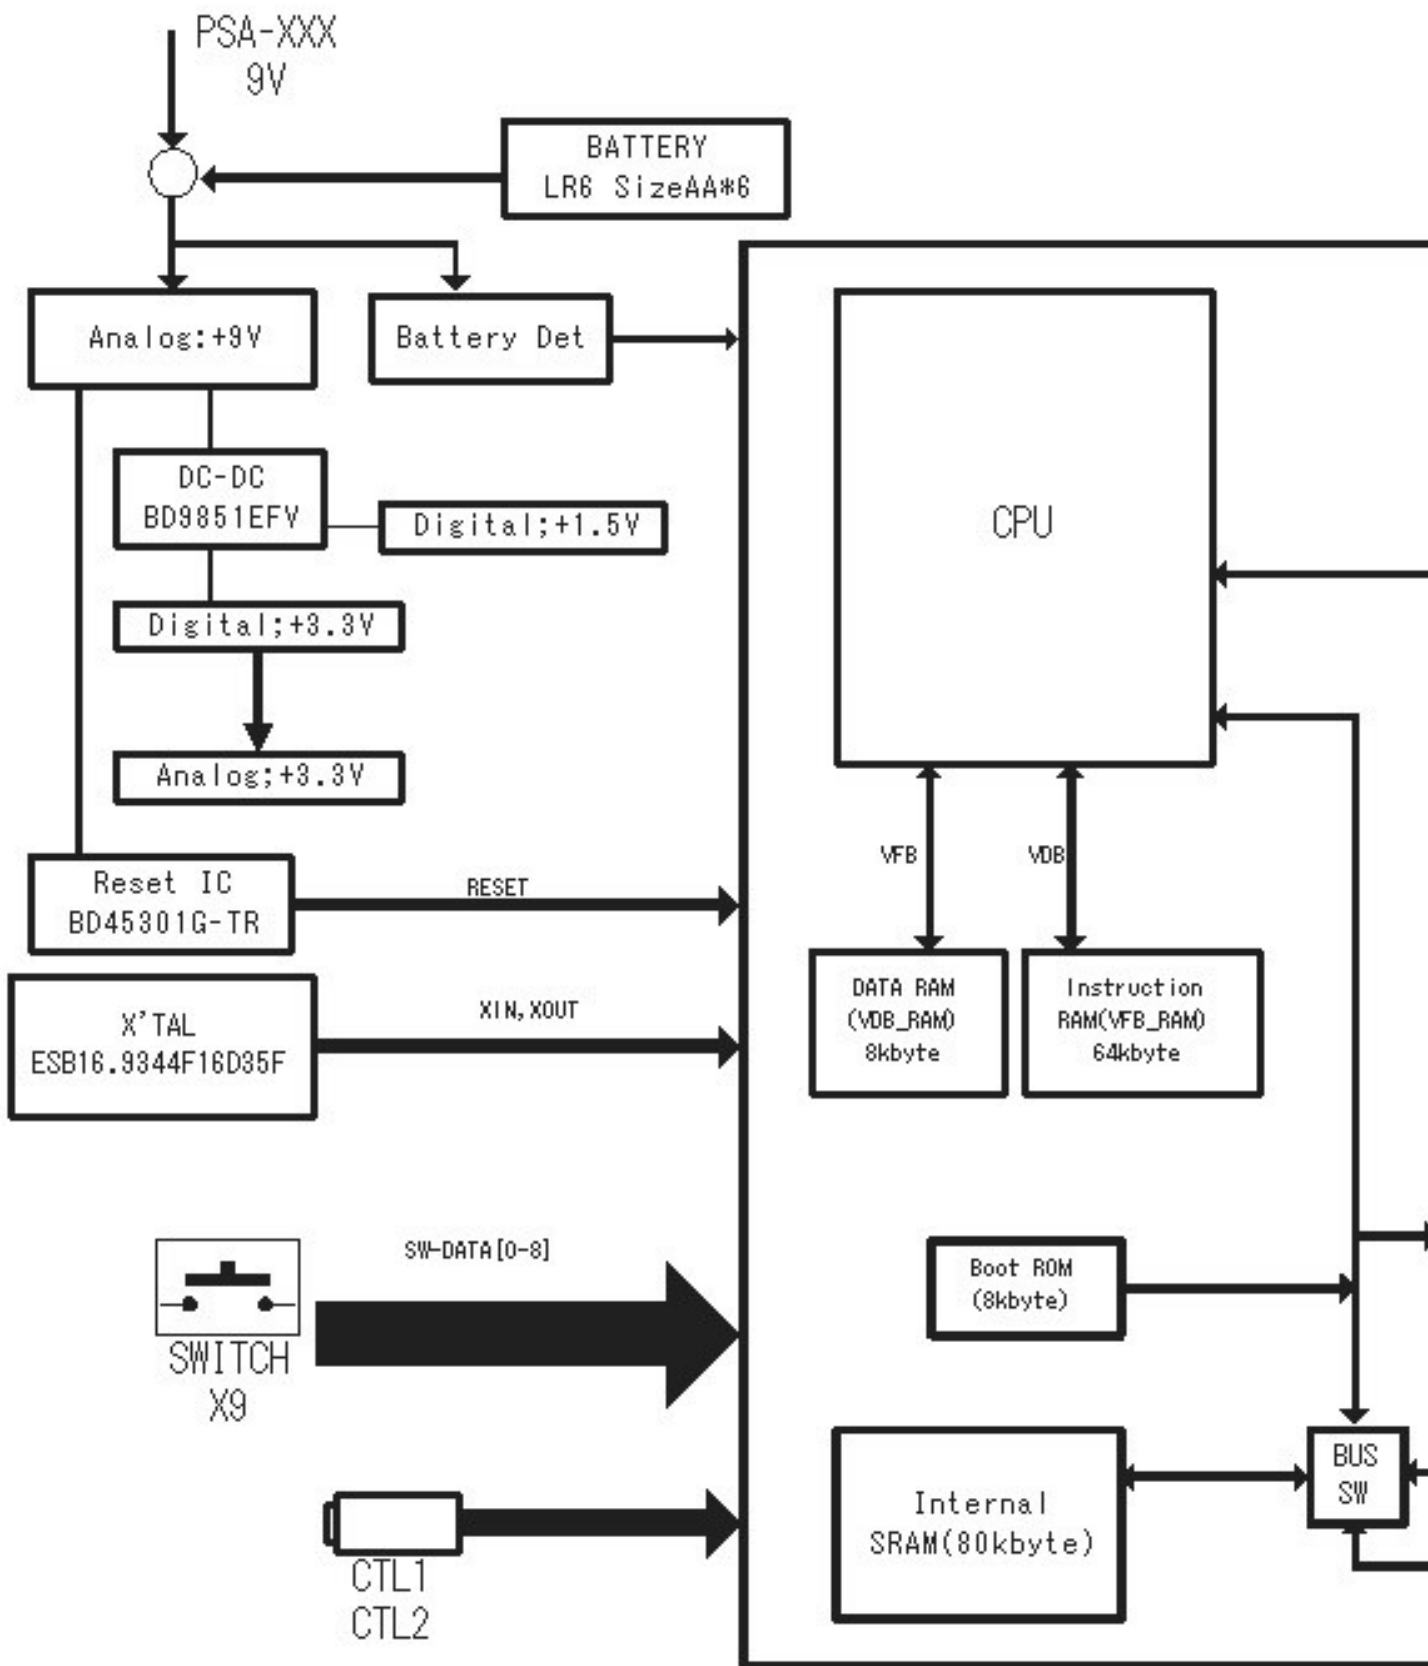 PSA-XXX
9V
BATTERY
LR6 SizeAA*6
Analog:+9V
Battery Det
DC-DC
BD9851EFV
Digital;+1.5V
Digital;+3.3V
Analog;+3.3V
CPU
VFB
VDB
Reset IC
BD45301G-TR
RESET
X'TAL
ESB16.9344F16D35F
XIN,XOUT
DATA RAM
(VDB_RAM)
8kbyte
Instruction
RAM(VFB_RAM)
64kbyte
SW-DATA[0-8]
SWITCH
X9
Boot ROM
(8kbyte)
BUS
SW
Internal
SRAM(80kbyte)
CTL1
CTL2